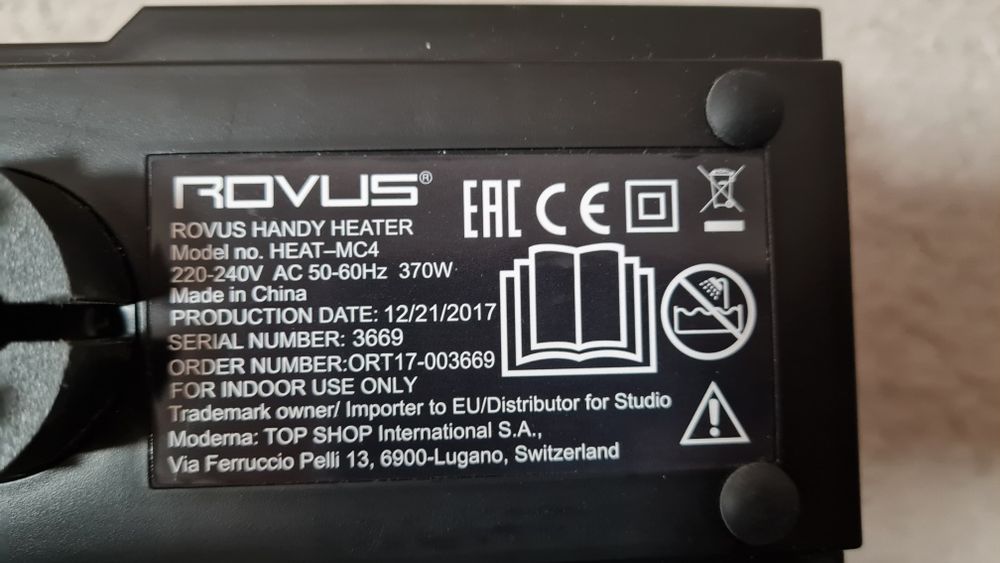 ROVUS®
EAC CE
ROVUS HANDY HEATER
Model no. HEAT–MC4
220-240V AC 50-60Hz 370W
Made in China
PRODUCTION DATE: 12/21/2017
SERIAL NUMBER: 3669
ORDER NUMBER:ORT17-003669
FOR INDOOR USE ONLY
Trademark owner/ Importer to EU/Distributor for Studio
Moderna: TOP SHOP International S.A.,
Via Ferruccio Pelli 13, 6900-Lugano, Switzerland